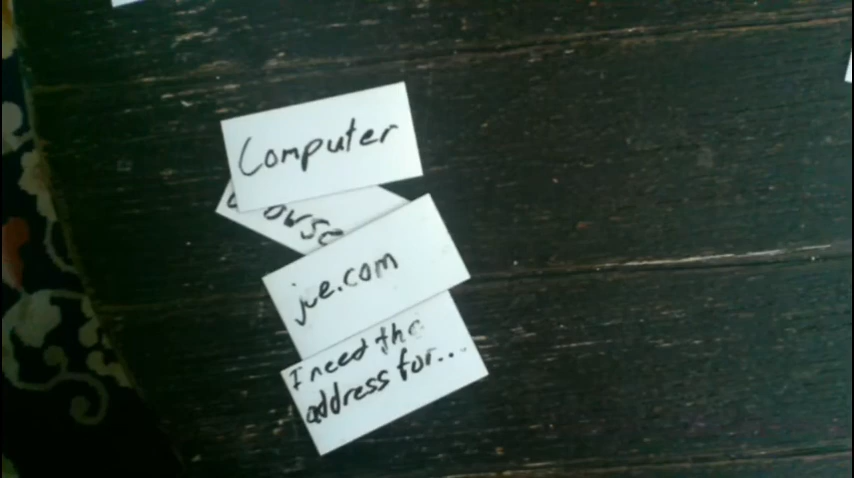 Computer
jue.com
I need the
address for...